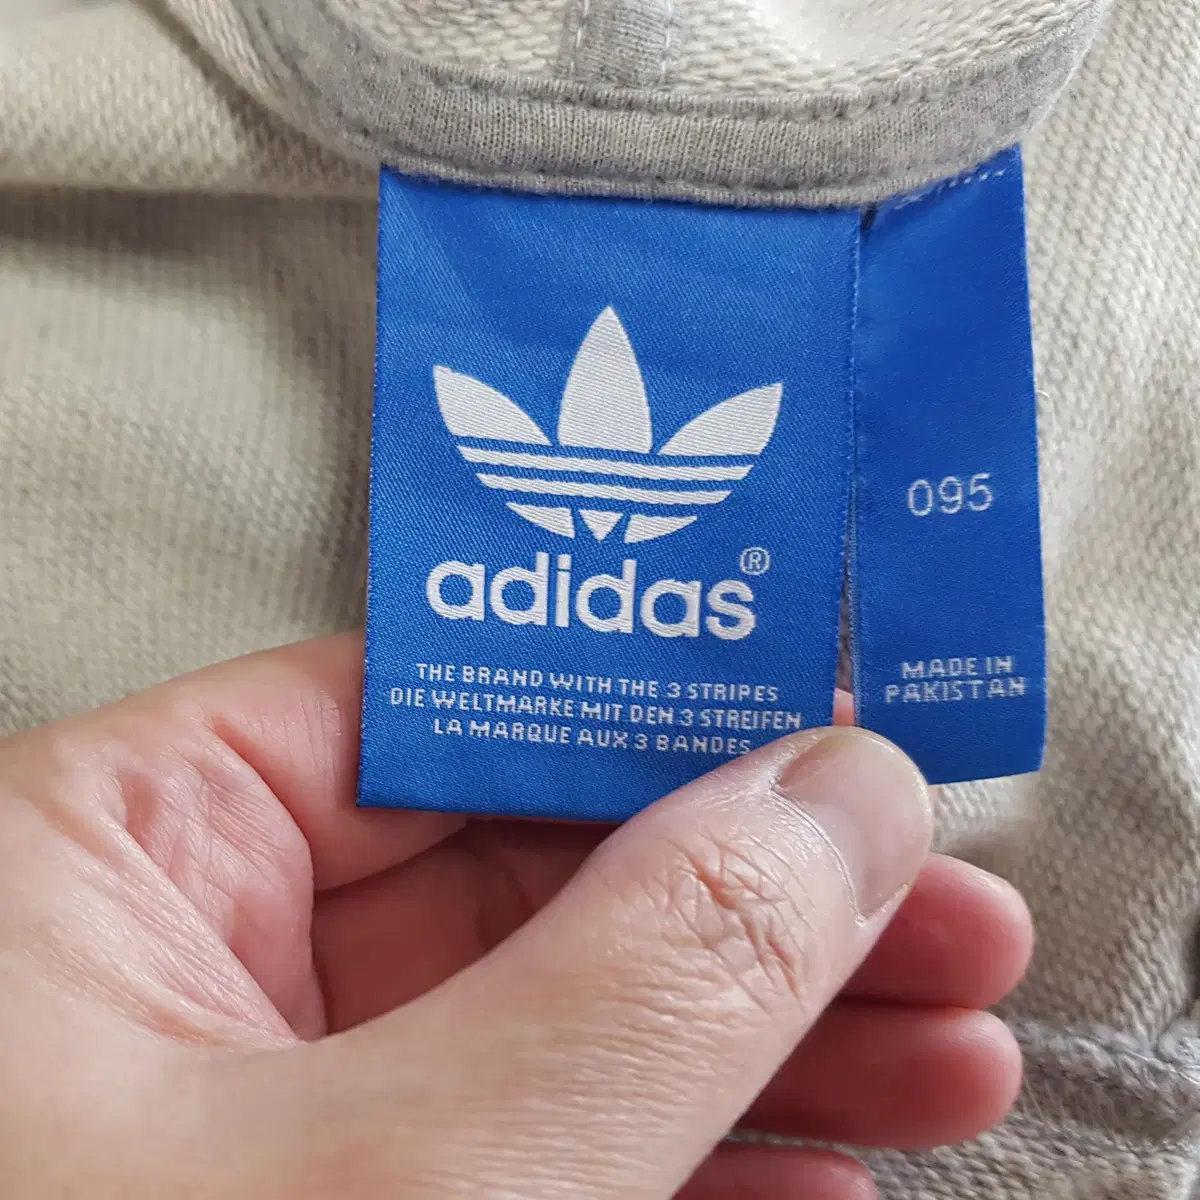 adidas®
THE BRAND WITH THE 3 STRIPES
DIE WELTMARKE MIT DEN 3 STREIFEN
LA MARQUE AUX 3 BANDES
095
MADE IN
PAKISTAN